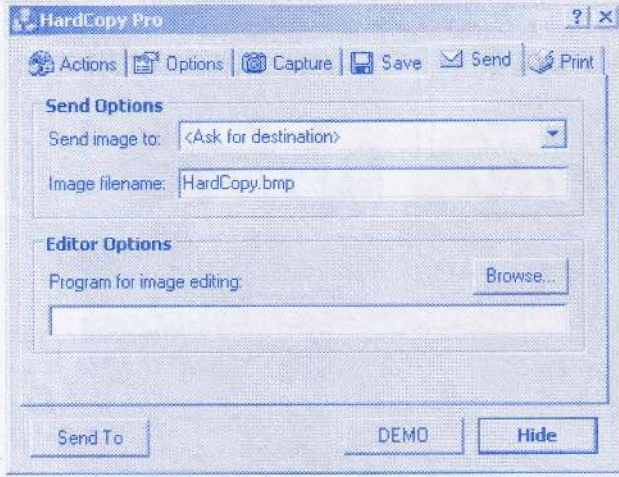 HardCopy Pro ? ×
Actions Options Capture Save Send Print
Send Options
Send image to: <Ask for destination>
Image filename: HardCopy.bmp
Editor Options
Program for image editing: Browse...
Send To DEMO Hide